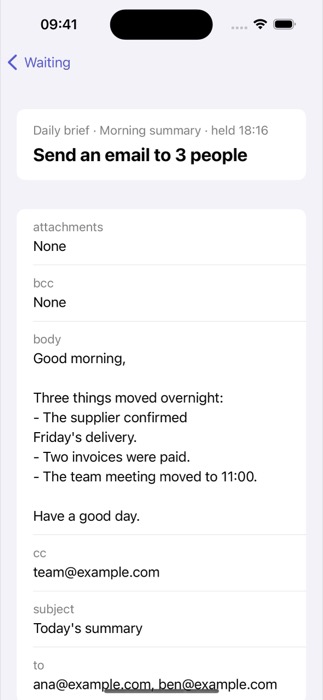 09:41
Waiting
Daily brief · Morning summary · held 18:16
Send an email to 3 people
attachments
None
bcc
None
body
Good morning,
Three things moved overnight:
- The supplier confirmed
Friday's delivery.
- Two invoices were paid.
- The team meeting moved to 11:00.
Have a good day.
cc
team@example.com
subject
Today's summary
to
ana@example.com, ben@example.com